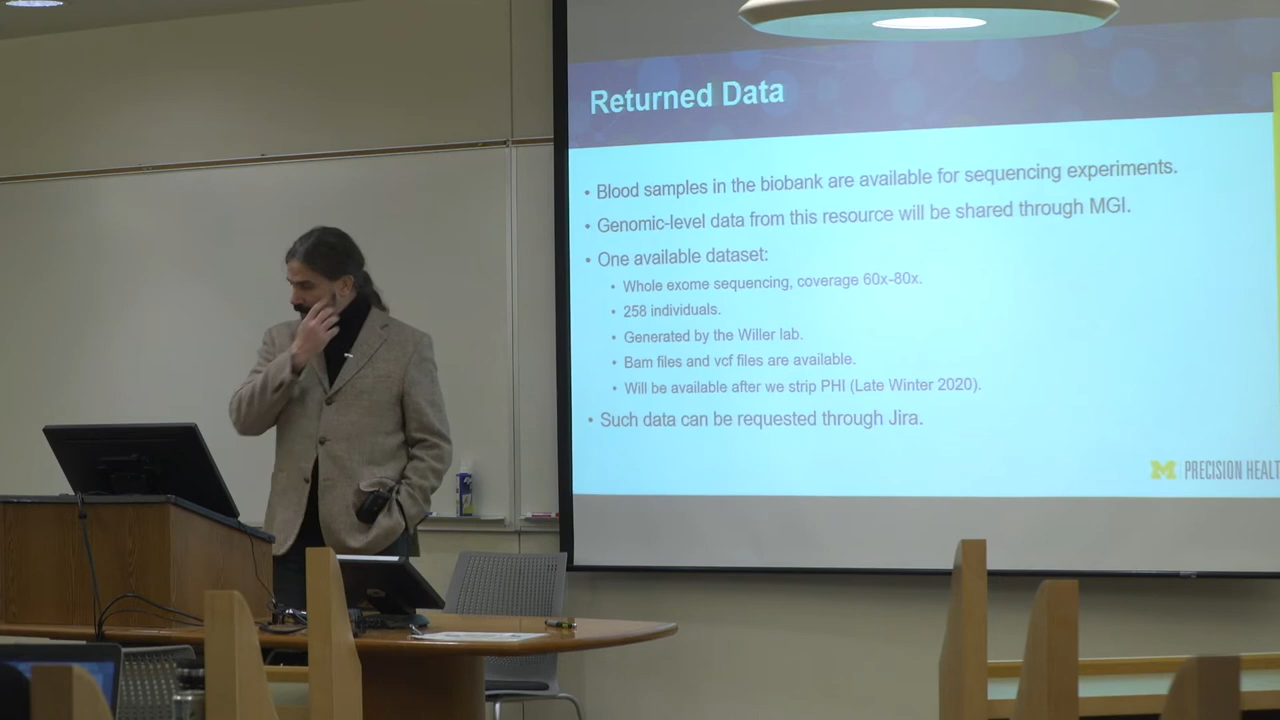 Returned Data
• Blood samples in the biobank are available for sequencing experiments.
• Genomic-level data from this resource will be shared through MGI.
• One available dataset:
• Whole exome sequencing, coverage 60x-80x.
• 258 individuals.
• Generated by the Willer lab.
• Bam files and vcf files are available.
• Will be available after we strip PHI (Late Winter 2020).
• Such data can be requested through Jira.
M PRECISION HEALT